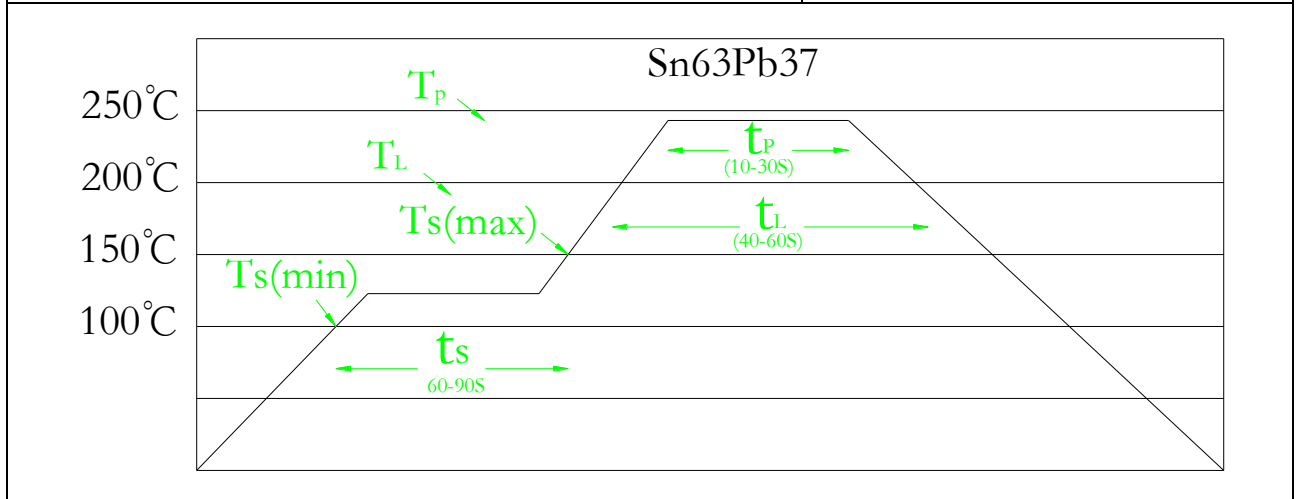 Sn63Pb37
Tp
250℃
TL
tP
(10-30S)
200℃
Ts(max)
tL
(40-60S)
150℃
Ts(min)
100℃
ts
60-90S